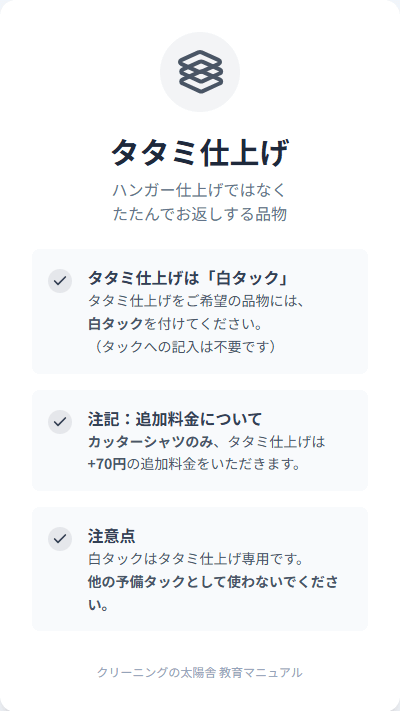 タタミ仕上げ
ハンガー仕上げではなく
たたんでお返しする品物
タタミ仕上げは「白タック」
タタミ仕上げをご希望の品物には、
白タックを付けてください。
（タックへの記入は不要です）
注記：追加料金について
カッターシャツのみ、タタミ仕上げは
+70円の追加料金をいただきます。
注意点
白タックはタタミ仕上げ専用です。
他の予備タックとして使わないでくださ
い。
クリーニングの太陽舎 教育マニュアル